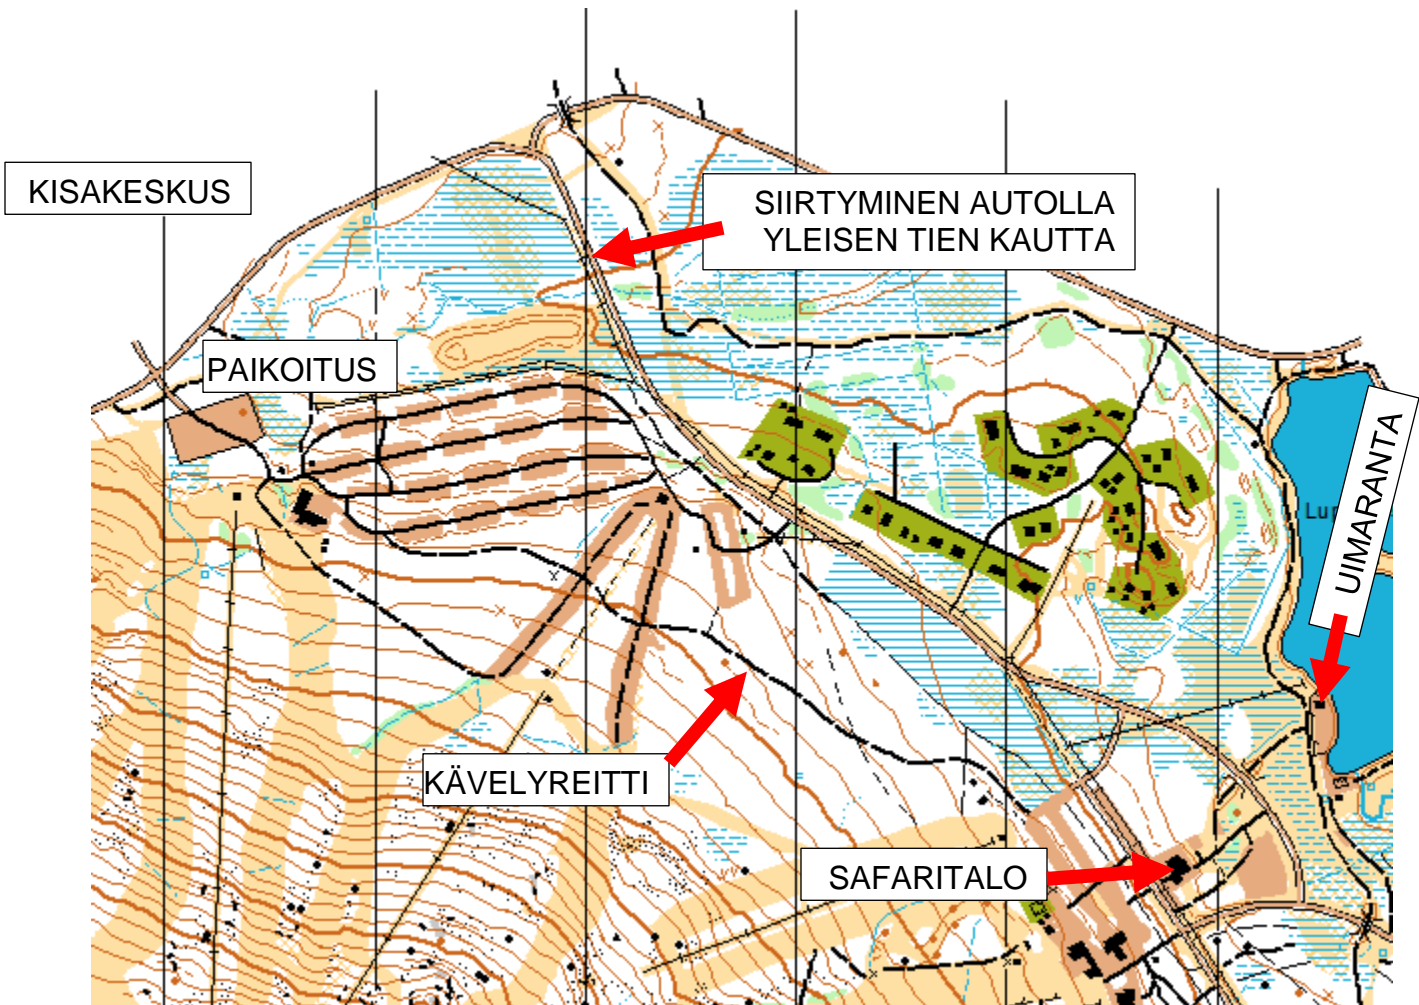 KISAKESKUS
SIIRTYMINEN AUTOLLA
YLEISEN TIEN KAUTTA
PAIKOITUS
UIMARANTA
KÄVELYREITTI
SAFARITALO